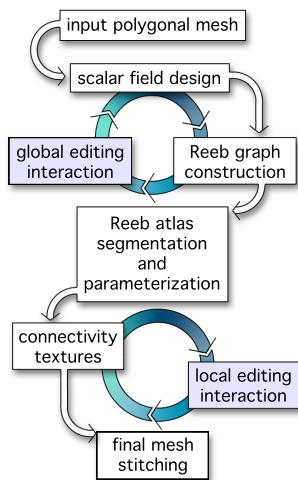 input polygonal mesh
scalar field design
global editing
interaction
Reeb graph
construction
Reeb atlas
segmentation
and
parameterization
connectivity
textures
local editing
interaction
final mesh
stitching